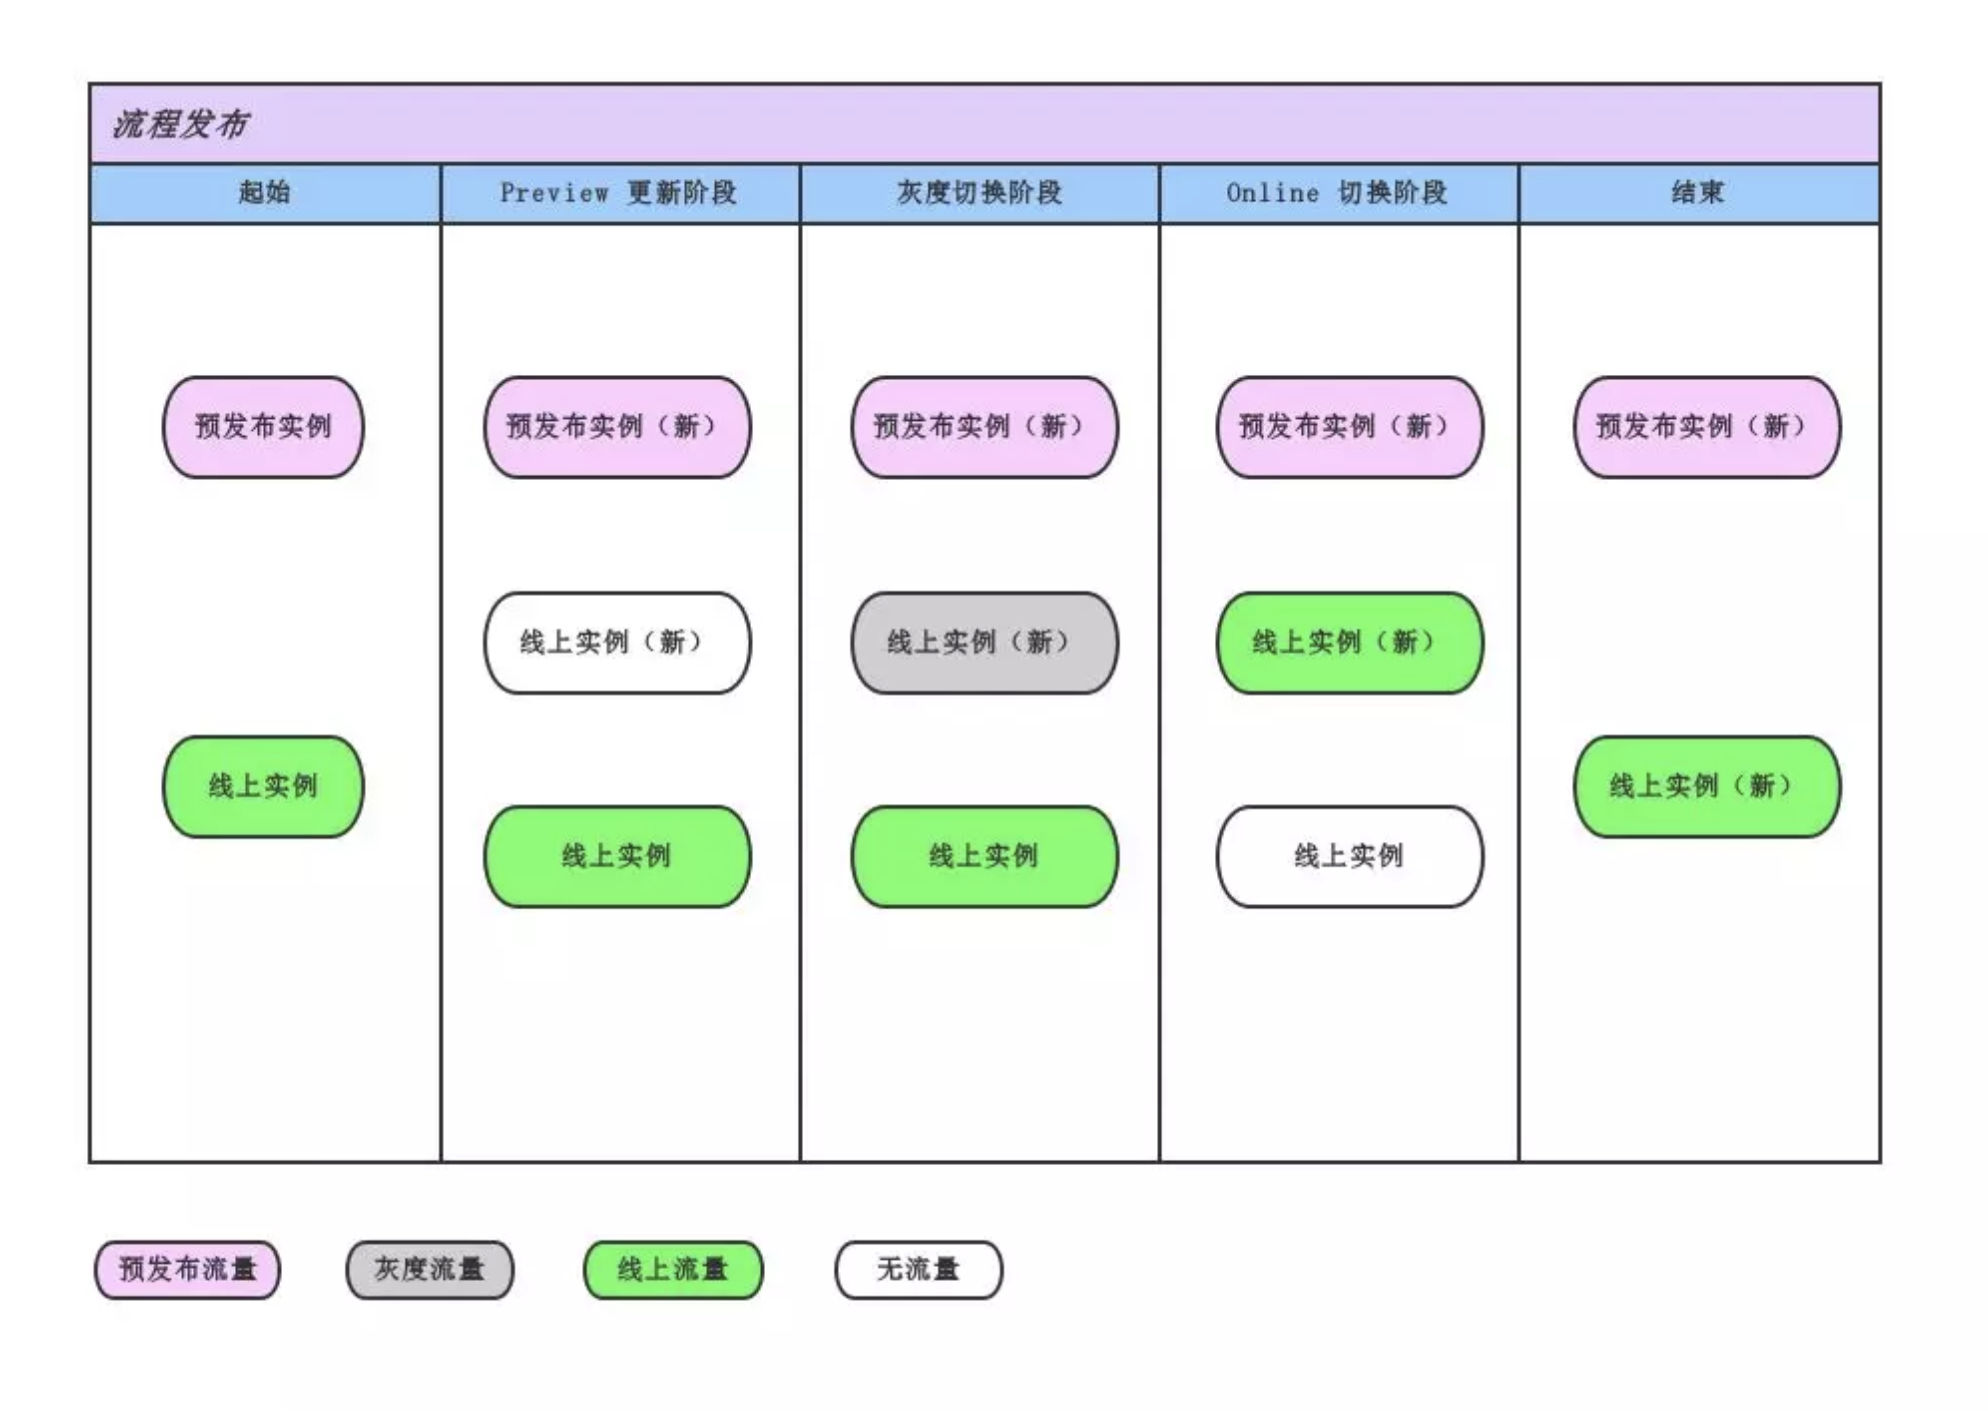 流程发布
起始 Preview 更新阶段 灰度切换阶段 Online 切换阶段 结束
预发布实例 预发布实例（新） 预发布实例（新） 预发布实例（新） 预发布实例（新）
线上实例（新） 线上实例（新） 线上实例（新）
线上实例 线上实例（新）
线上实例 线上实例 线上实例
预发布流量 灰度流量 线上流量 无流量